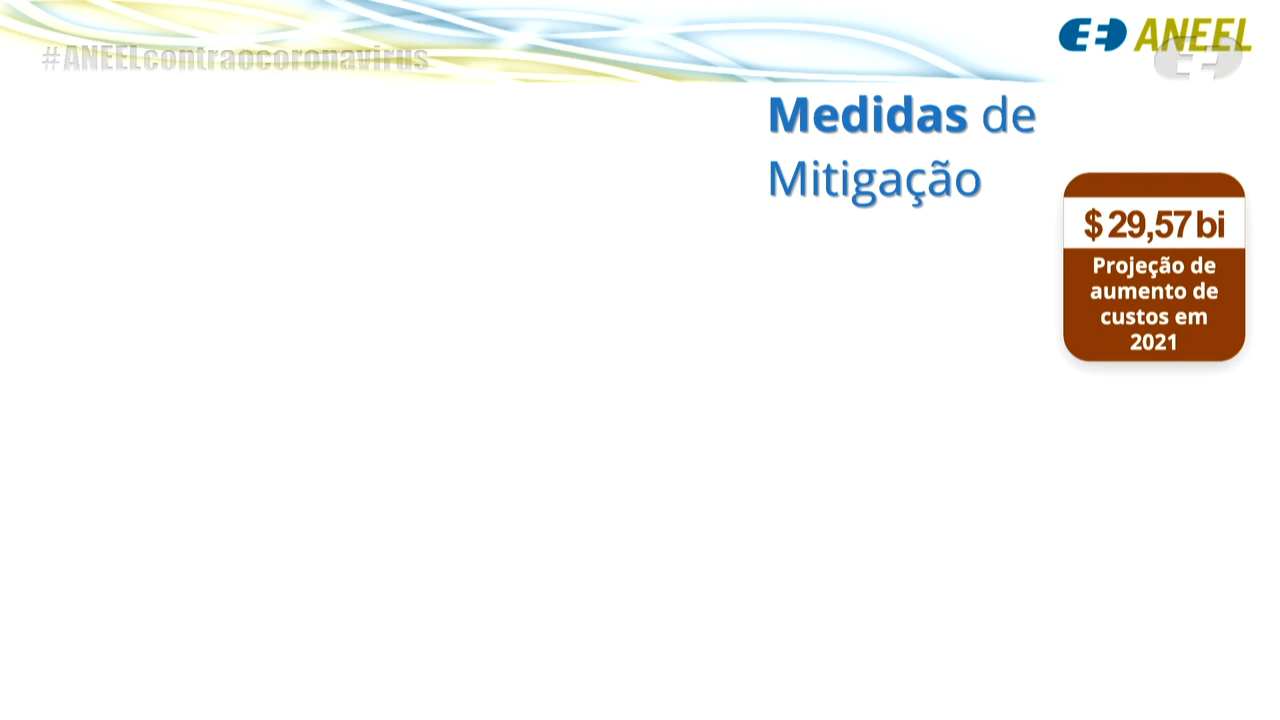 #ANEELcontraocoronavirus
ANEEL
Medidas de
Mitigação
$ 29,57 bi
Projeção de
aumento de
custos em
2021